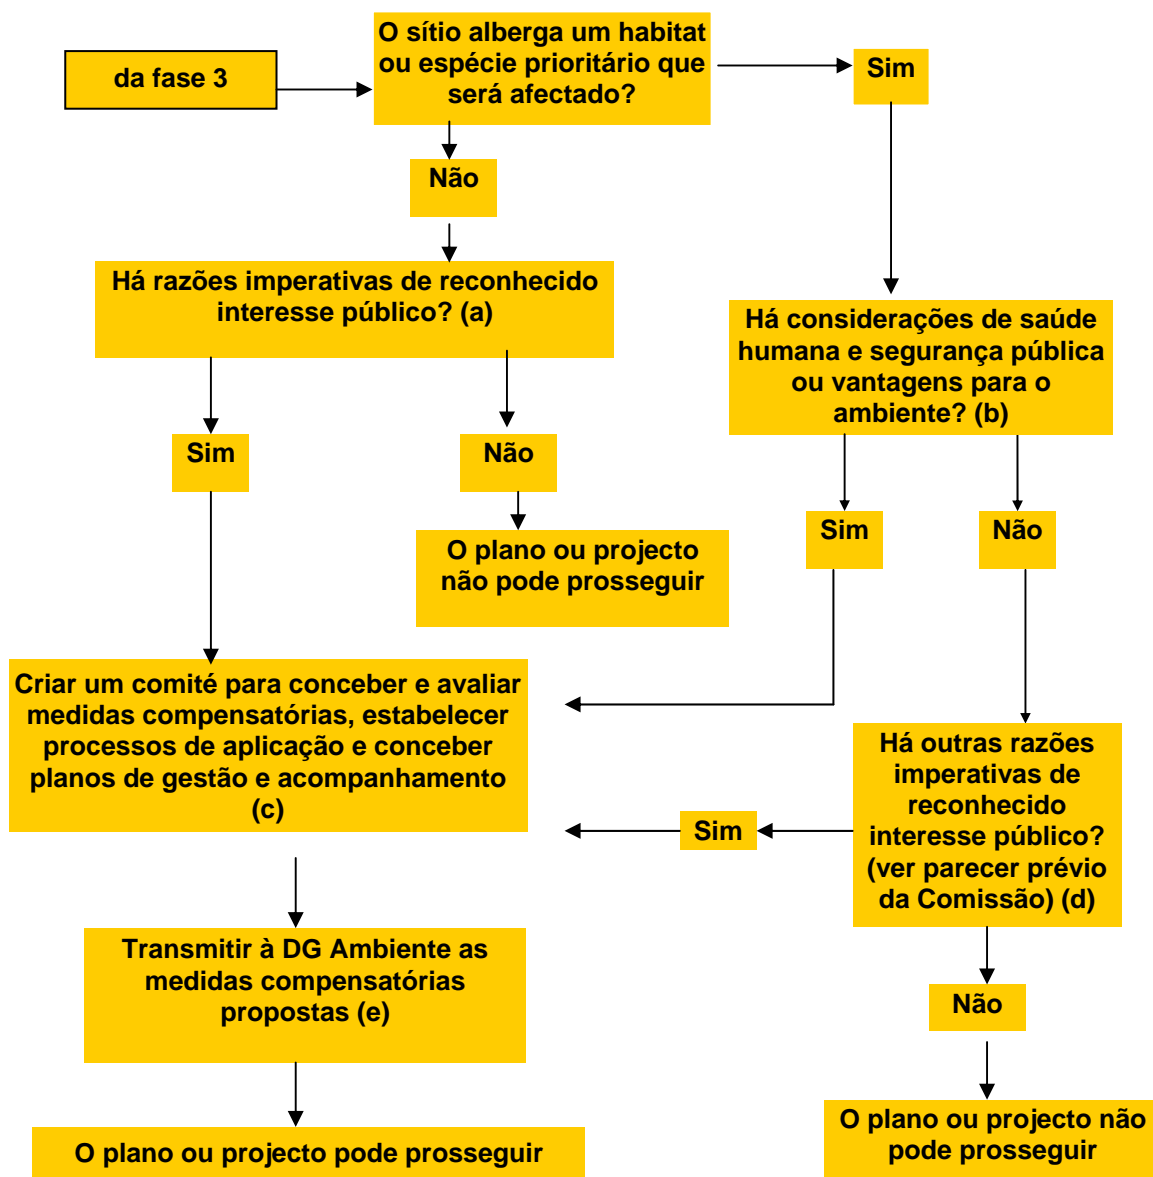 O sítio alberga um habitat
ou espécie prioritário que
será afectado?
da fase 3
Sim
Não
Há razões imperativas de reconhecido
interesse público? (a)
Há considerações de saúde
humana e segurança pública
ou vantagens para o
ambiente? (b)
Sim
Não
Sim
Não
O plano ou projecto
não pode prosseguir
Criar um comité para conceber e avaliar
medidas compensatórias, estabelecer
processos de aplicação e conceber
planos de gestão e acompanhamento
(c)
Há outras razões
imperativas de
reconhecido
interesse público?
(ver parecer prévio
da Comissão) (d)
Sim
Transmitir à DG Ambiente as
medidas compensatórias
propostas (e)
Não
O plano ou projecto não
pode prosseguir
O plano ou projecto pode prosseguir